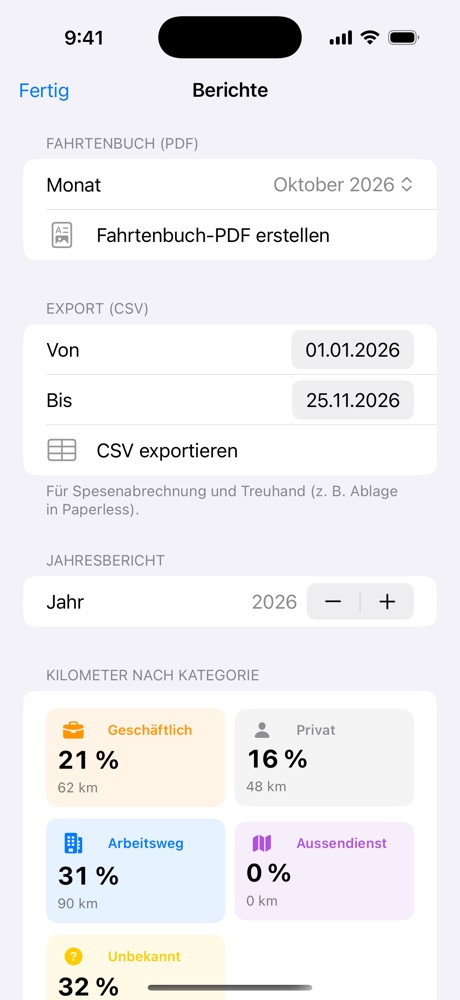 9:41
Fertig
Berichte
FAHRTENBUCH (PDF)
Monat
Oktober 2026
Fahrtenbuch-PDF erstellen
EXPORT (CSV)
Von
01.01.2026
Bis
25.11.2026
CSV exportieren
Für Spesenabrechnung und Treuhand (z. B. Ablage
in Paperless).
JAHRESBERICHT
Jahr
2026
− +
KILOMETER NACH KATEGORIE
Geschäftlich
21 %
62 km
Privat
16 %
48 km
Arbeitsweg
31 %
90 km
Aussendienst
0 %
0 km
Unbekannt
32 %